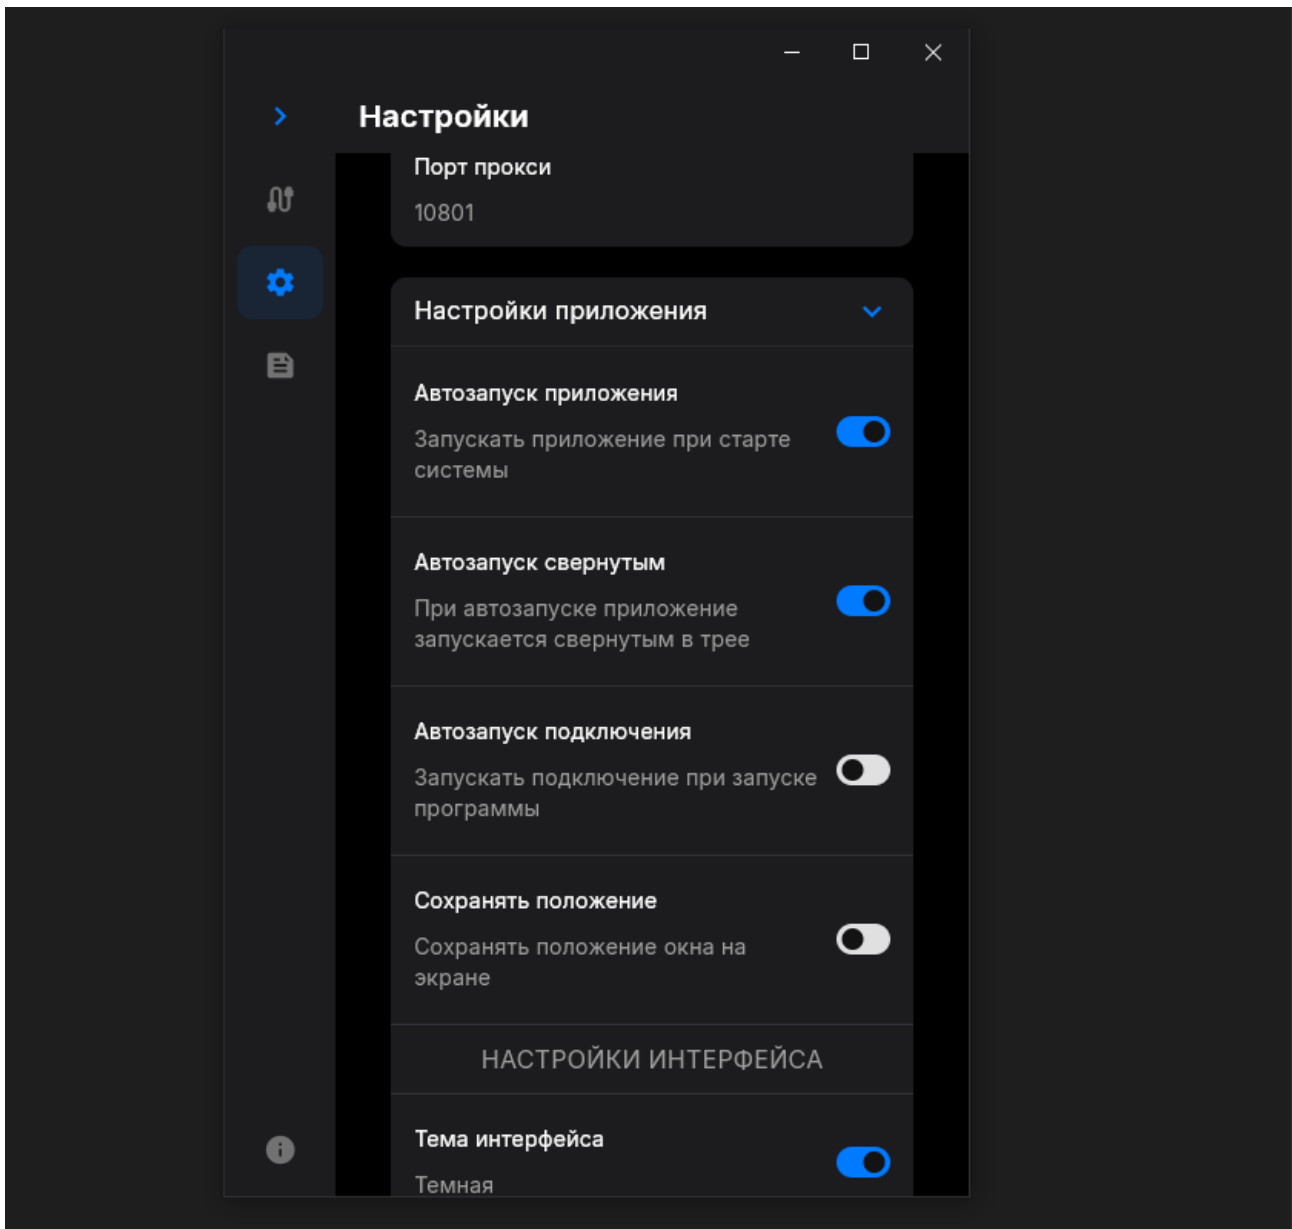 Настройки
Порт прокси
10801
Настройки приложения
Автозапуск приложения
Запускать приложение при старте
системы
Автозапуск свернутым
При автозапуске приложение
запускается свернутым в трее
Автозапуск подключения
Запускать подключение при запуске
программы
Сохранять положение
Сохранять положение окна на
экране
НАСТРОЙКИ ИНТЕРФЕЙСА
Тема интерфейса
Темная